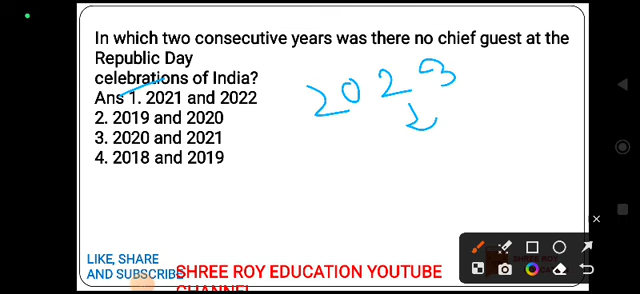 In which two consecutive years was there no chief guest at the
Republic Day
celebrations of India?
Ans 1. 2021 and 2022
2. 2019 and 2020
3. 2020 and 2021
4. 2018 and 2019
2023
LIKE, SHARE
AND SUBSCRIBE
SHREE ROY EDUCATION YOUTUBE
CHANNEL